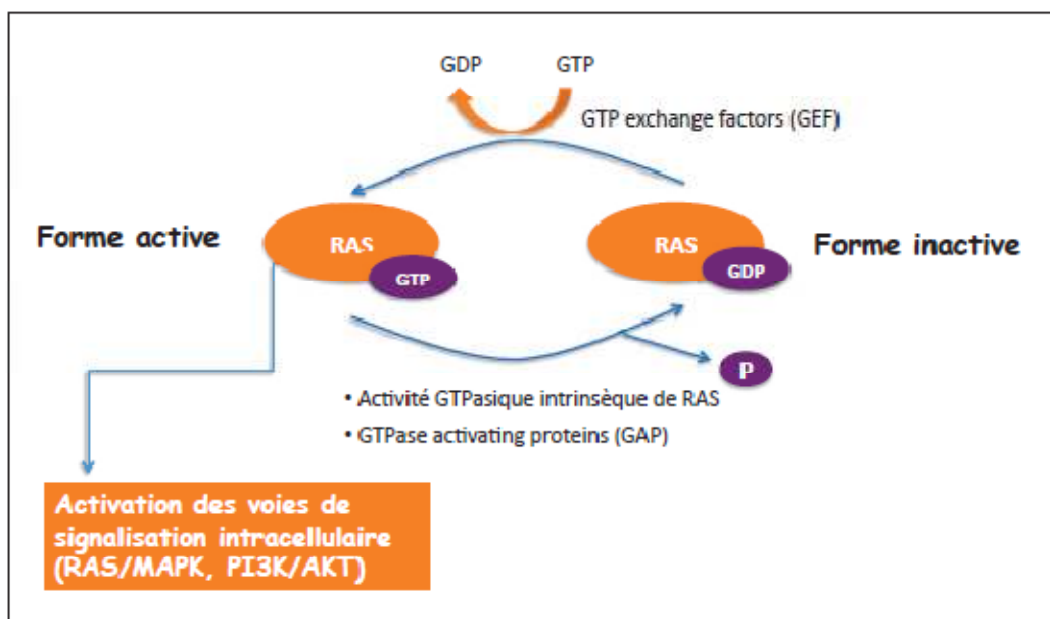 GDP GTP
GTP exchange factors (GEF)
Forme active
RAS
GTP
RAS
GDP
Forme inactive
P
• Activité GTPasique intrinsèque de RAS
• GTPase activating proteins (GAP)
Activation des voies de
signalisation intracellulaire
(RAS/MAPK, PI3K/AKT)